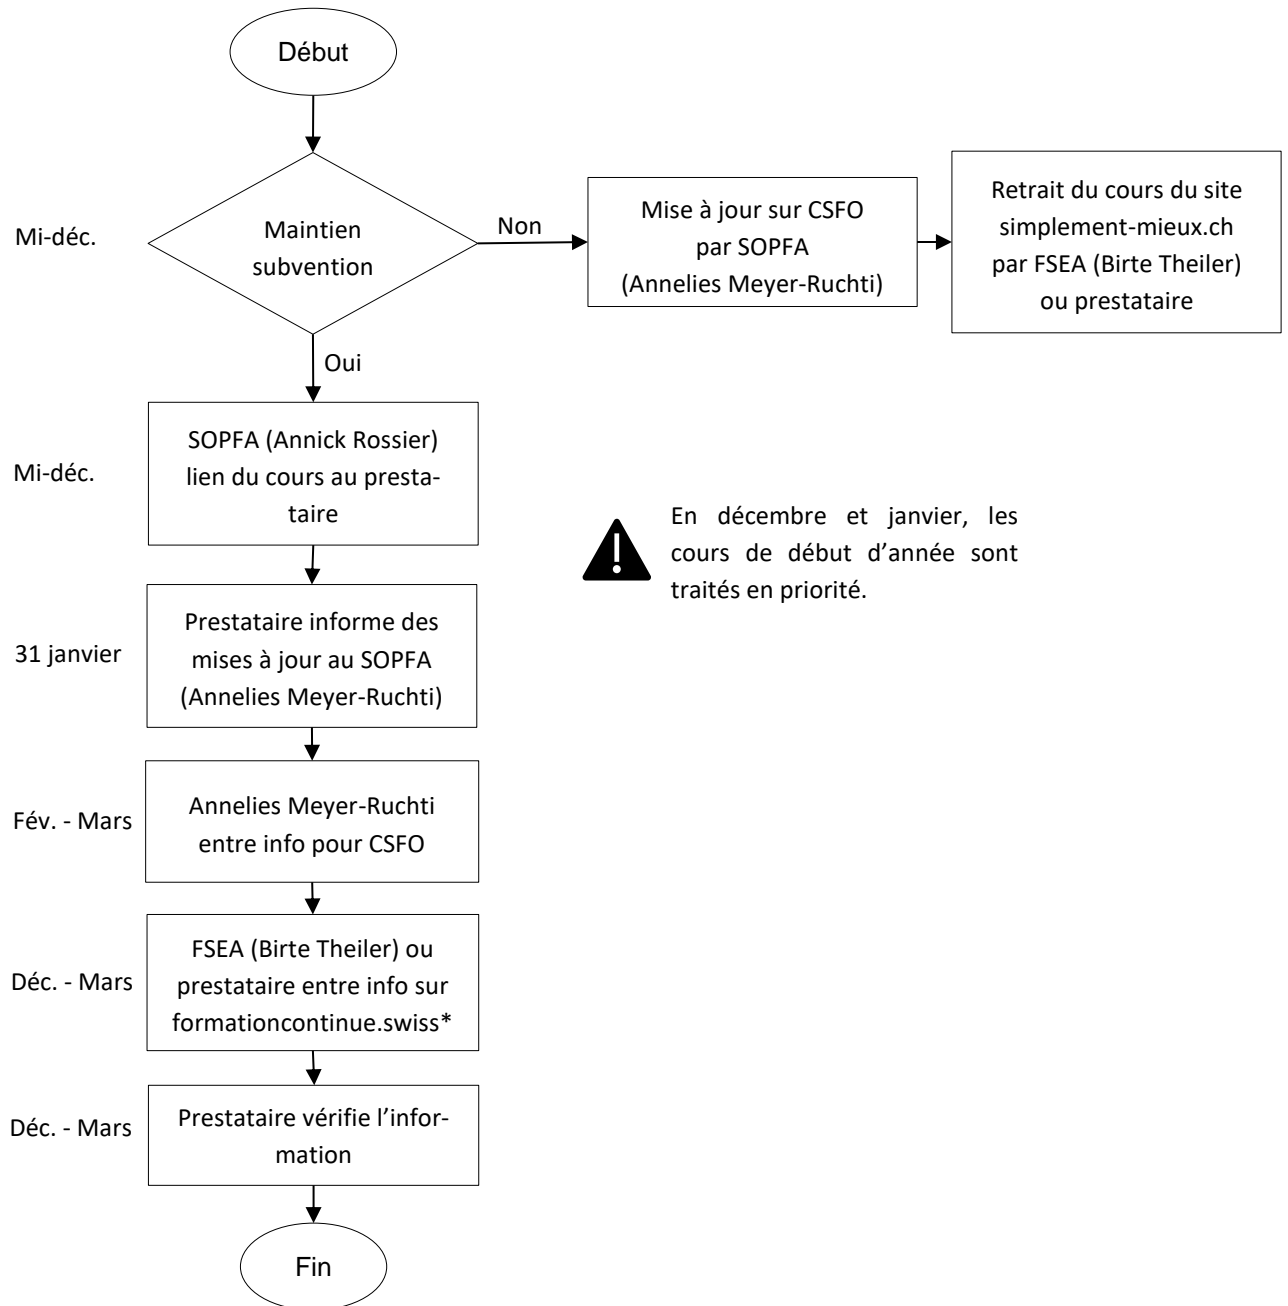 Début
Mi-déc.
Maintien
subvention
Non
Mise à jour sur CSFO
par SOPFA
(Annelies Meyer-Ruchti)
Retrait du cours du site
simplement-mieux.ch
par FSEA (Birte Theiler)
ou prestataire
Oui
Mi-déc.
SOPFA (Annick Rossier)
lien du cours au presta-
taire
En décembre et janvier, les
cours de début d’année sont
traités en priorité.
31 janvier
Prestataire informe des
mises à jour au SOPFA
(Annelies Meyer-Ruchti)
Fév. - Mars
Annelies Meyer-Ruchti
entre info pour CSFO
Déc. - Mars
FSEA (Birte Theiler) ou
prestataire entre info sur
formationcontinue.swiss*
Déc. - Mars
Prestataire vérifie l’infor-
mation
Fin